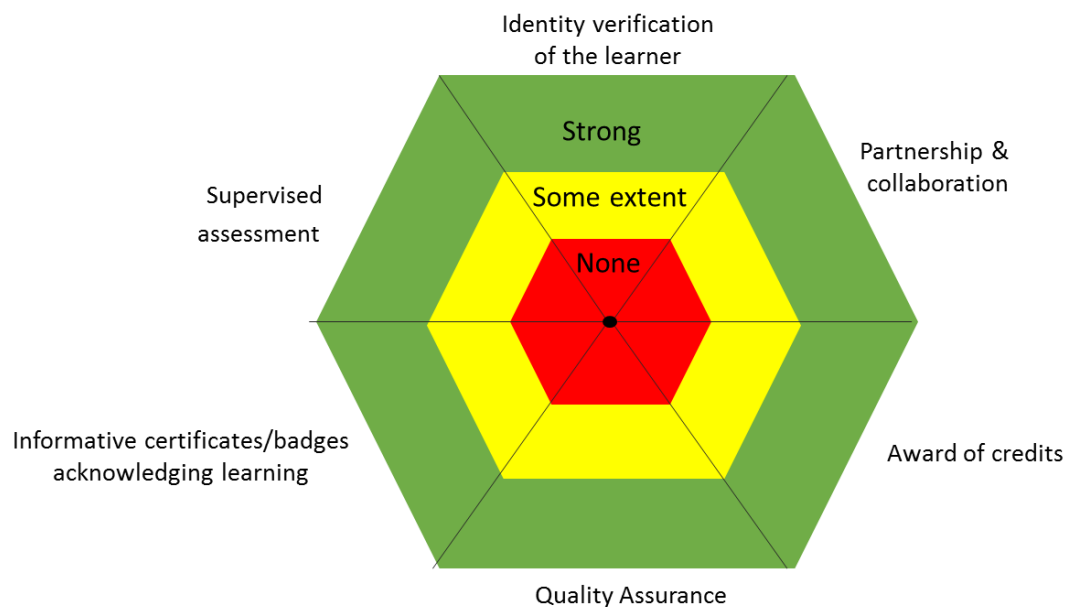 Identity verification
of the learner
Strong
Partnership &
collaboration
Some extent
Supervised
assessment
None
Informative certificates/badges
acknowledging learning
Award of credits
Quality Assurance